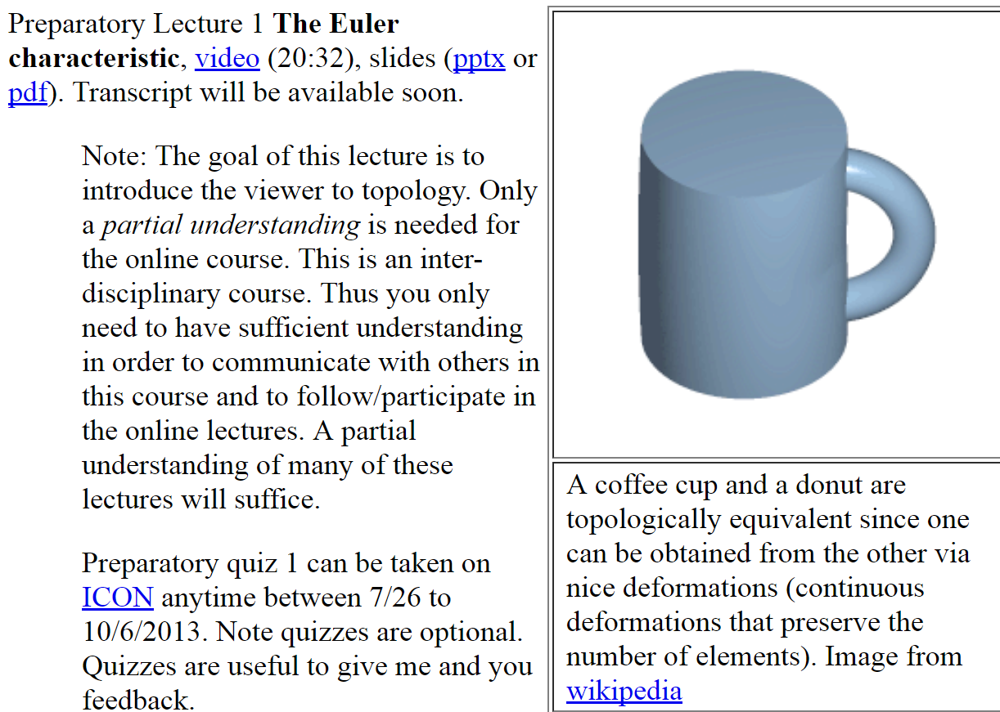 Preparatory Lecture 1 The Euler
characteristic, video (20:32), slides (pptx or
pdf). Transcript will be available soon.
Note: The goal of this lecture is to
introduce the viewer to topology. Only
a partial understanding is needed for
the online course. This is an inter-
disciplinary course. Thus you only
need to have sufficient understanding
in order to communicate with others in
this course and to follow/participate in
the online lectures. A partial
understanding of many of these
lectures will suffice.
Preparatory quiz 1 can be taken on
ICON anytime between 7/26 to
10/6/2013. Note quizzes are optional.
Quizzes are useful to give me and you
feedback.
A coffee cup and a donut are
topologically equivalent since one
can be obtained from the other via
nice deformations (continuous
deformations that preserve the
number of elements). Image from
wikipedia